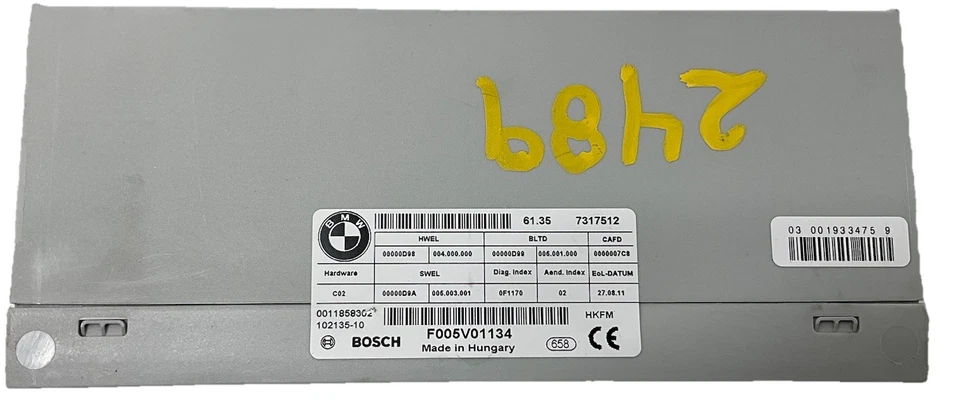 2489
BMW
61.35 7317512
HWEL BLTD CAFD
00000D98 004.000.000 00000D99 005.001.000 0000007C8
Hardware SWEL Diag. Index Aend. Index EoL-DATUM
C02 00000D9A 005.003.001 0F1170 02 27.08.11
0011858302 HKFM
102135-10
F005V01134
BOSCH Made in Hungary 658 CE
03 001933475 9